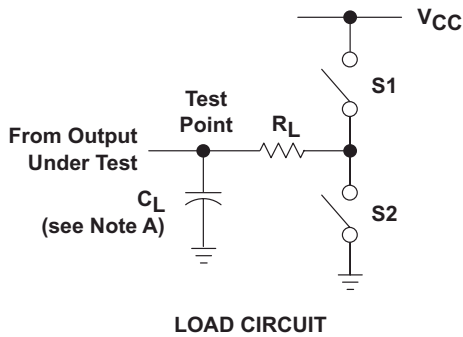 VCC
S1
Test
Point
RL
From Output
Under Test
CL
(see Note A)
S2
LOAD CIRCUIT